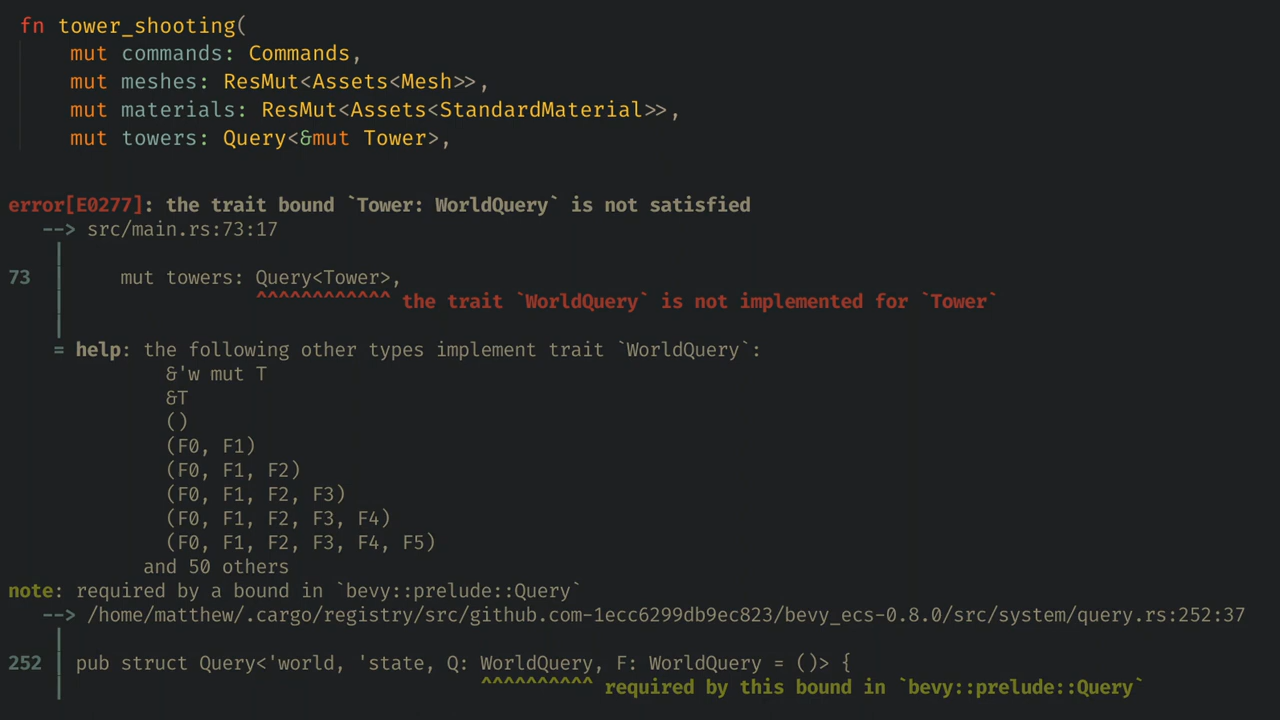 fn tower_shooting(
    mut commands: Commands,
    mut meshes: ResMut<Assets<Mesh>>,
    mut materials: ResMut<Assets<StandardMaterial>>,
    mut towers: Query<&mut Tower>,
error[E0277]: the trait bound `Tower: WorldQuery` is not satisfied
   --> src/main.rs:73:17
    |
73  |     mut towers: Query<Tower>,
    |                 ^^^^^^^^^^^^ the trait `WorldQuery` is not implemented for `Tower`
    |
    = help: the following other types implement trait `WorldQuery`:
              &'w mut T
              &T
              ()
              (F0, F1)
              (F0, F1, F2)
              (F0, F1, F2, F3)
              (F0, F1, F2, F3, F4)
              (F0, F1, F2, F3, F4, F5)
            and 50 others
note: required by a bound in `bevy::prelude::Query`
   --> /home/matthew/.cargo/registry/src/github.com-1ecc6299db9ec823/bevy_ecs-0.8.0/src/system/query.rs:252:37
    |
252 | pub struct Query<'world, 'state, Q: WorldQuery, F: WorldQuery = ()> {
    |                                     ^^^^^^^^^^ required by this bound in `bevy::prelude::Query`